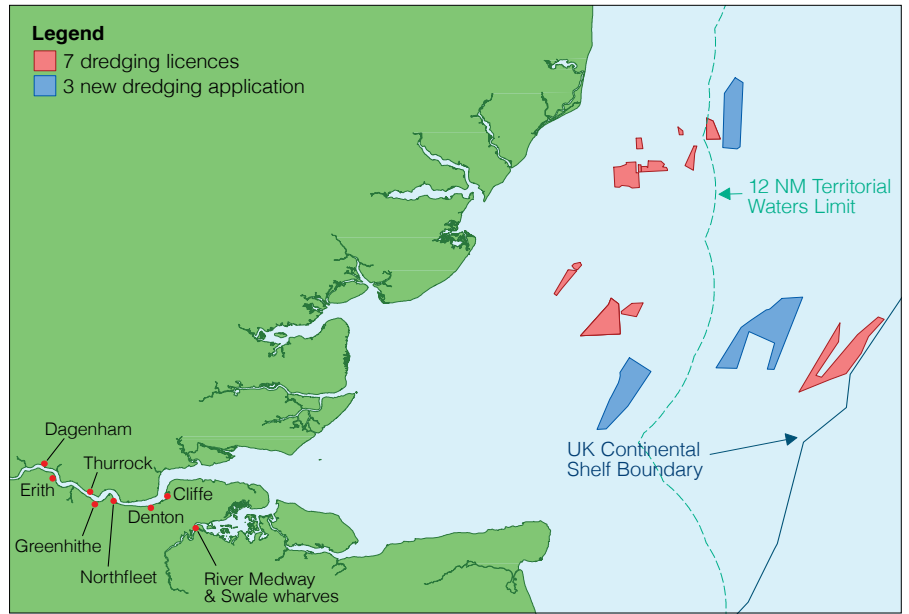 Legend
7 dredging licences
3 new dredging application
12 NM Territorial
Waters Limit
UK Continental
Shelf Boundary
Dagenham
Thurrock
Erith
Cliffe
Denton
Greenhithe
Northfleet
River Medway
& Swale wharves